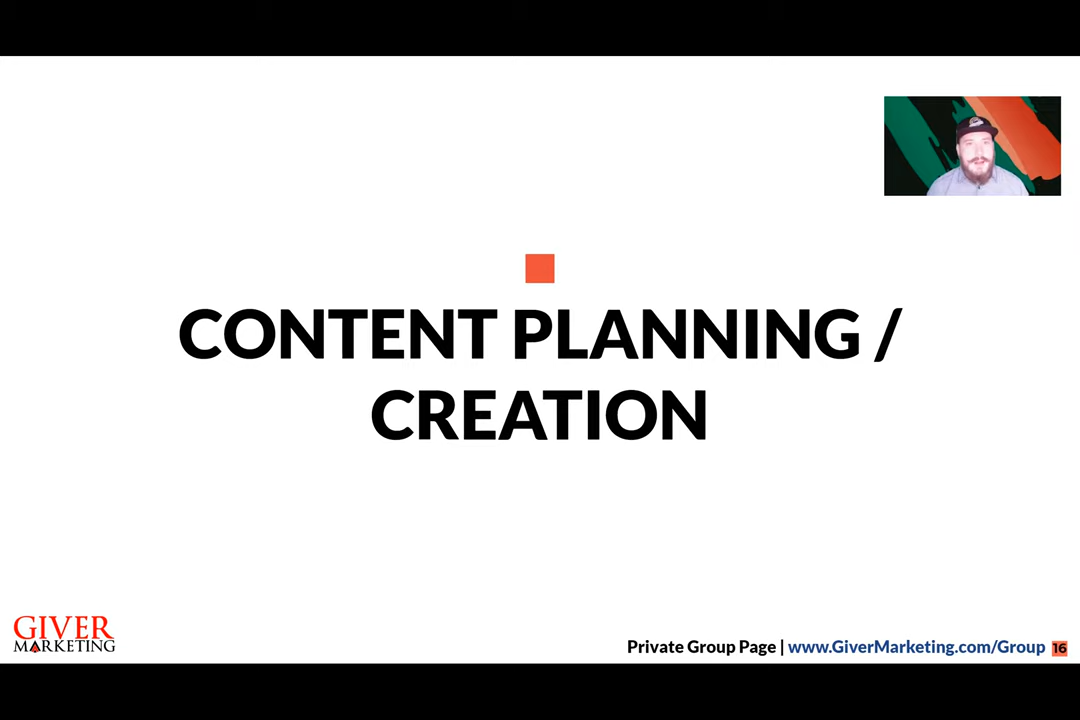 CONTENT PLANNING /
CREATION
GIVER
MARKETING
Private Group Page | www.GiverMarketing.com/Group 16